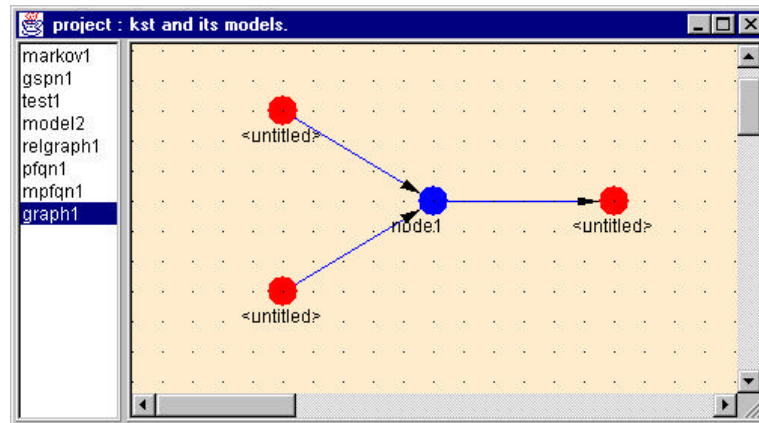 project : kst and its models.
markov1
gspn1
test1
model2
relgraph1
pfqn1
mpfqn1
graph1
<untitled>
node1
<untitled>
<untitled>